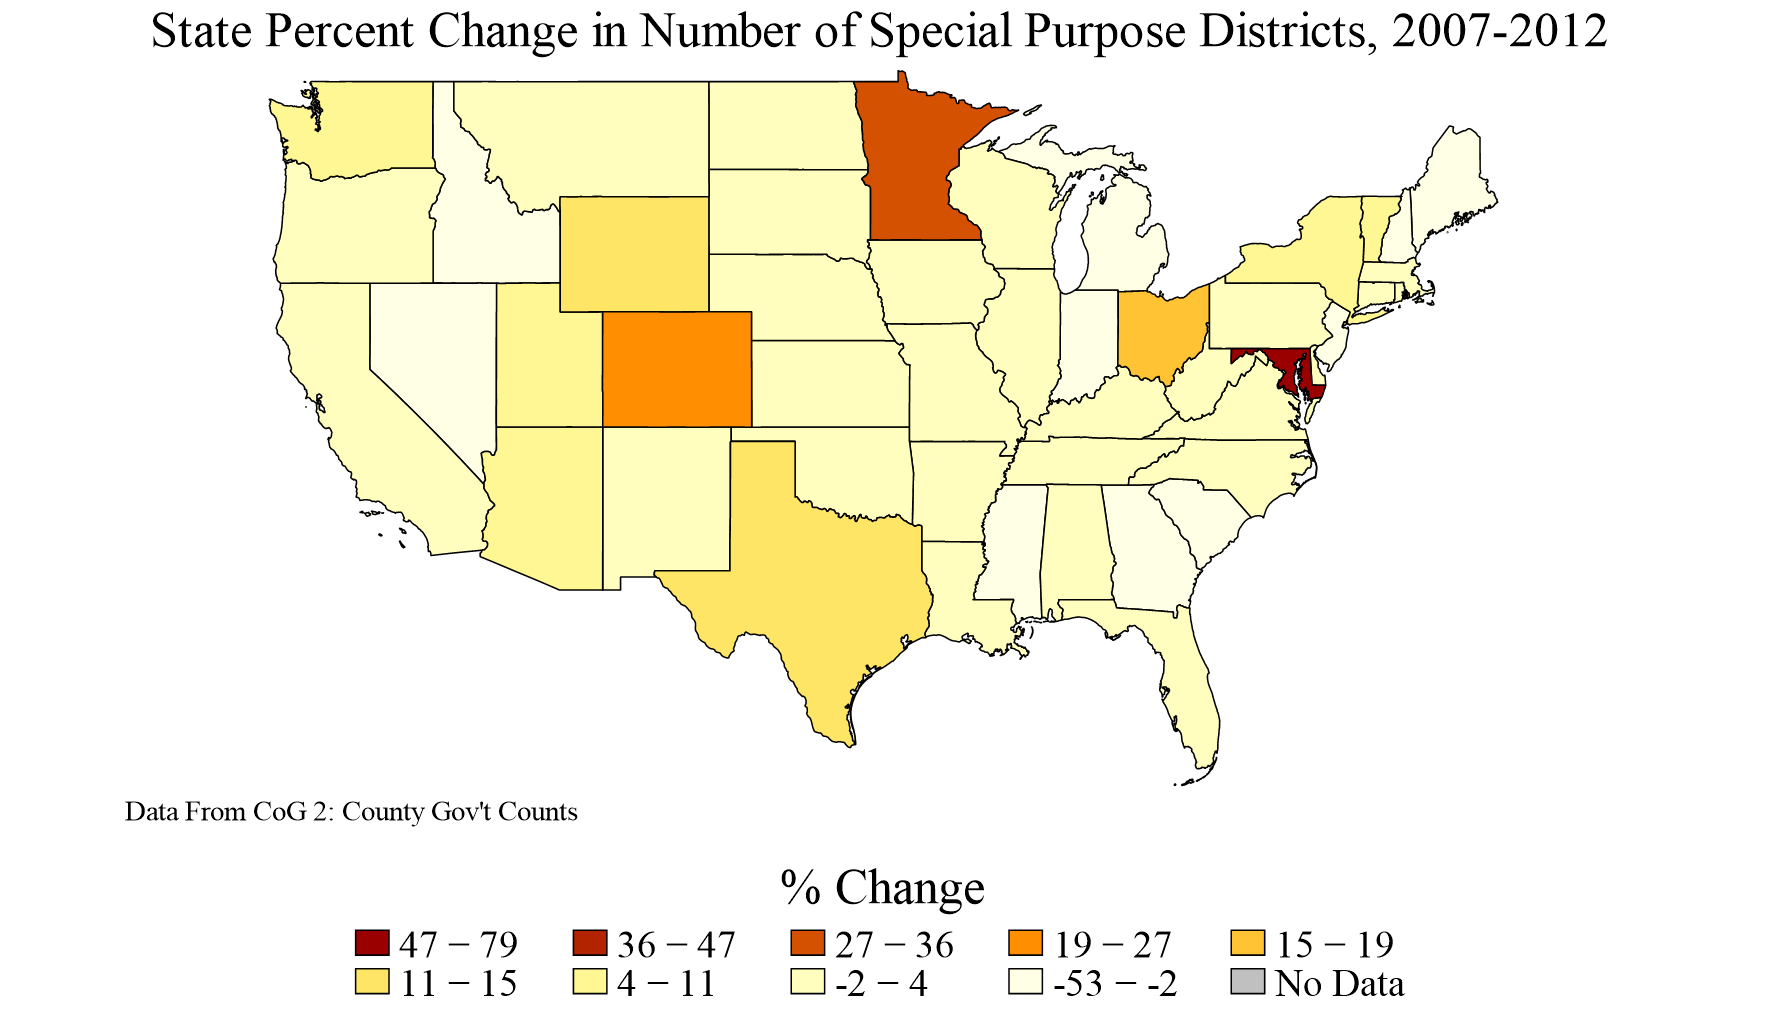 State Percent Change in Number of Special Purpose Districts, 2007-2012
Data From CoG 2: County Gov't Counts
% Change
47 − 79 36 − 47 27 − 36 19 − 27 15 − 19
11 − 15 4 − 11 -2 − 4 -53 − -2 No Data